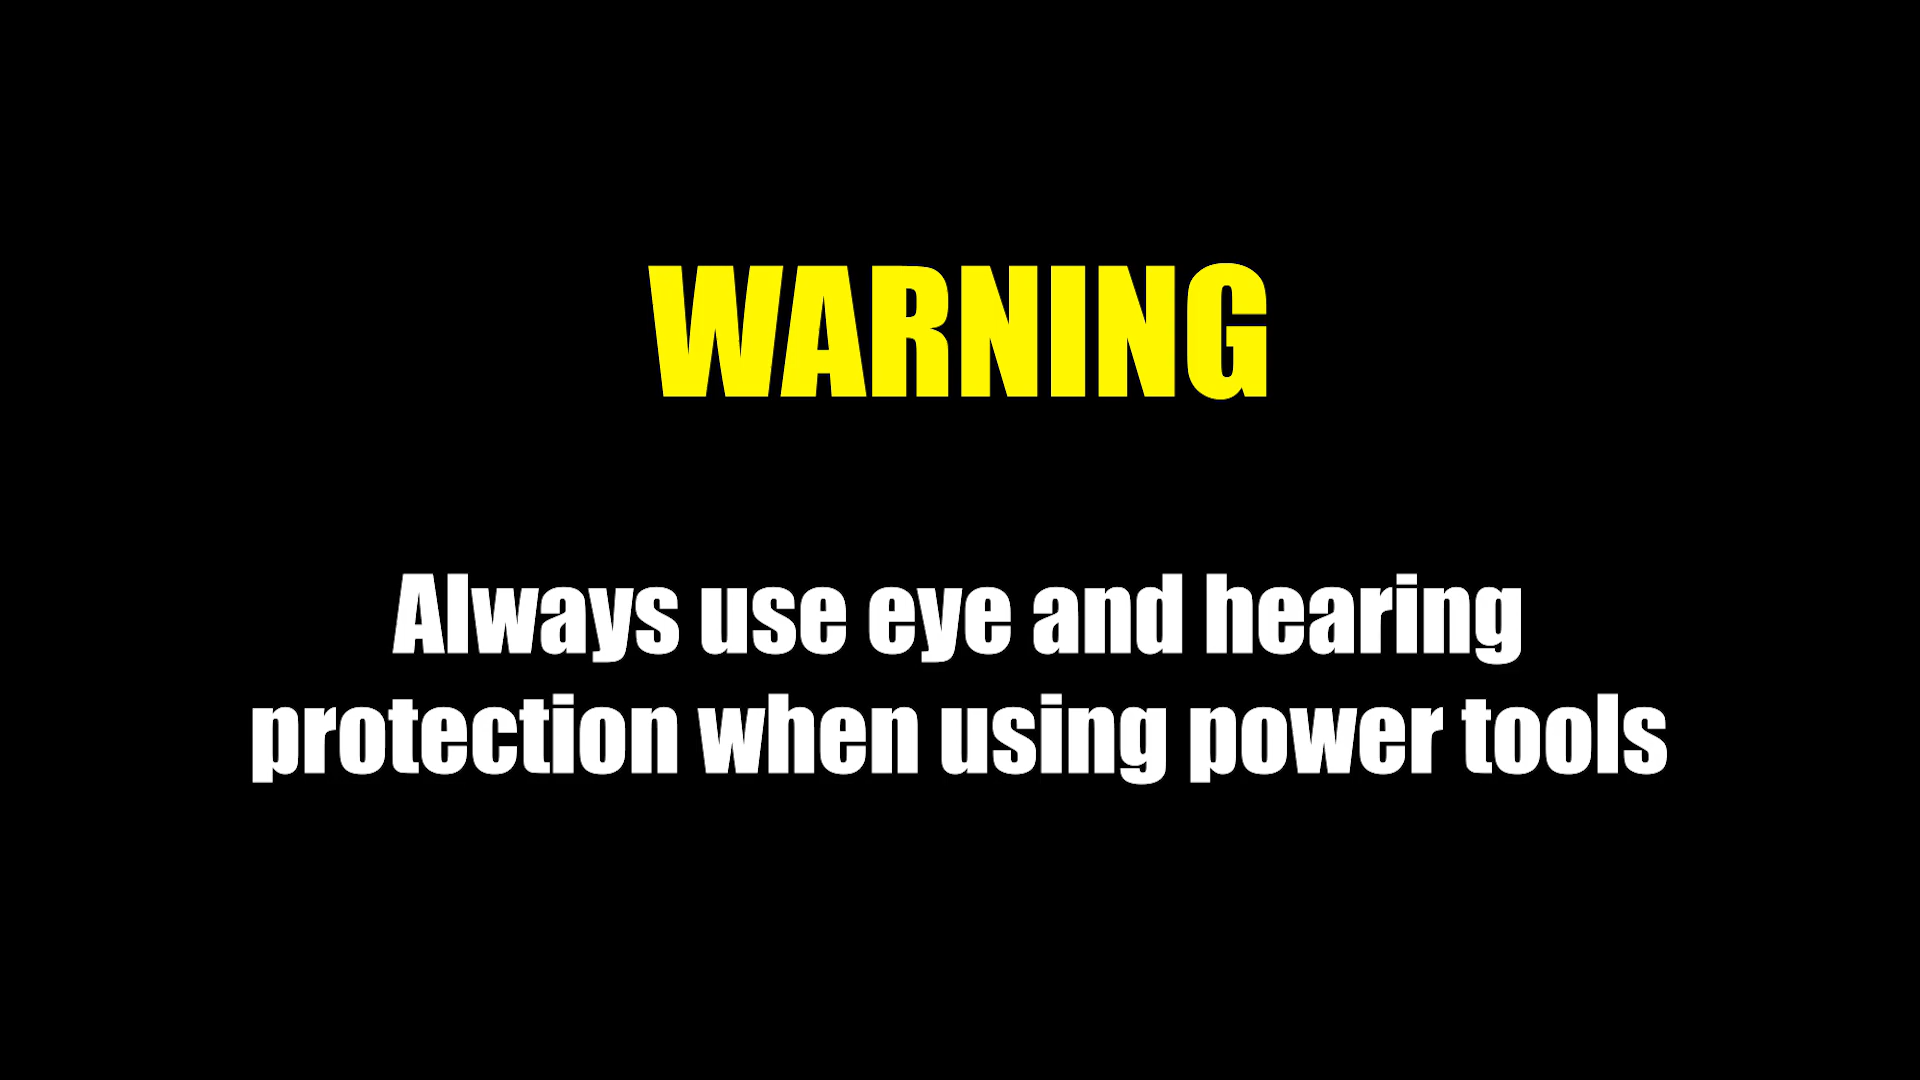 WARNING
Always use eye and hearing
protection when using power tools